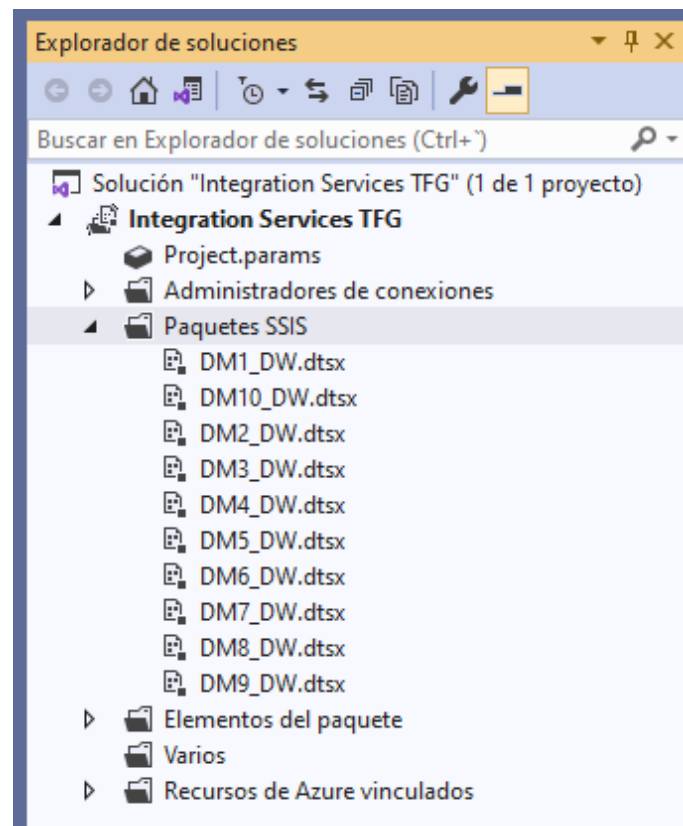 Explorador de soluciones
Buscar en Explorador de soluciones (Ctrl+`)
Solución "Integration Services TFG" (1 de 1 proyecto)
Integration Services TFG
Project.params
Administradores de conexiones
Paquetes SSIS
DM1_DW.dtsx
DM10_DW.dtsx
DM2_DW.dtsx
DM3_DW.dtsx
DM4_DW.dtsx
DM5_DW.dtsx
DM6_DW.dtsx
DM7_DW.dtsx
DM8_DW.dtsx
DM9_DW.dtsx
Elementos del paquete
Varios
Recursos de Azure vinculados